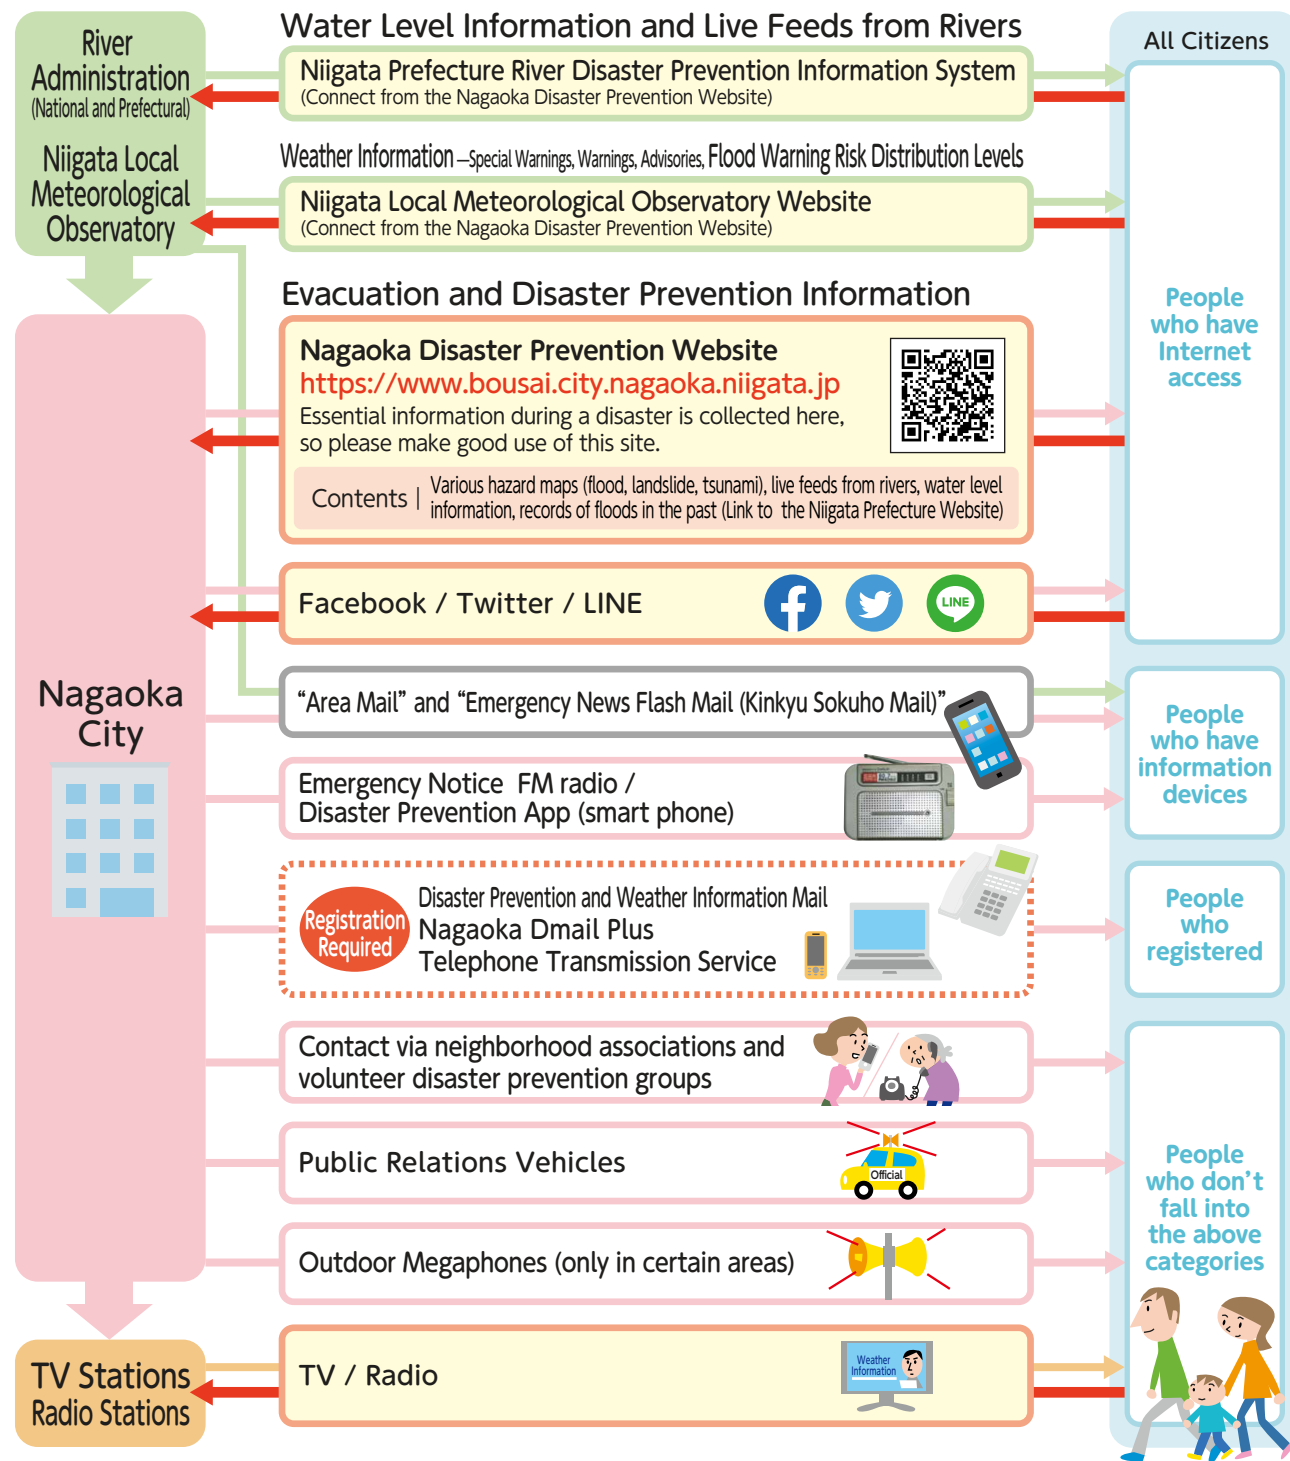 Water Level Information and Live Feeds from Rivers
River
Administration
(National and Prefectural)
Niigata Local
Meteorological
Observatory
Niigata Prefecture River Disaster Prevention Information System
(Connect from the Nagaoka Disaster Prevention Website)
Weather Information—Special Warnings, Warnings, Advisories, Flood Warning Risk Distribution Levels
Niigata Local Meteorological Observatory Website
(Connect from the Nagaoka Disaster Prevention Website)
All Citizens
People
who have
Internet
access
Evacuation and Disaster Prevention Information
Nagaoka Disaster Prevention Website
https://www.bousai.city.nagaoka.niigata.jp
Essential information during a disaster is collected here,
so please make good use of this site.
Contents | Various hazard maps (flood, landslide, tsunami), live feeds from rivers, water level
information, records of floods in the past (Link to the Niigata Prefecture Website)
Facebook / Twitter / LINE
LINE
Nagaoka
City
"Area Mail" and "Emergency News Flash Mail (Kinkyu Sokuho Mail)"
Emergency Notice FM radio /
Disaster Prevention App (smart phone)
People
who have
information
devices
Registration
Required
Disaster Prevention and Weather Information Mail
Nagaoka Dmail Plus
Telephone Transmission Service
People
who
registered
Contact via neighborhood associations and
volunteer disaster prevention groups
Public Relations Vehicles
Official
Outdoor Megaphones (only in certain areas)
People
who don't
fall into
the above
categories
TV Stations
Radio Stations
TV / Radio
Weather
Information